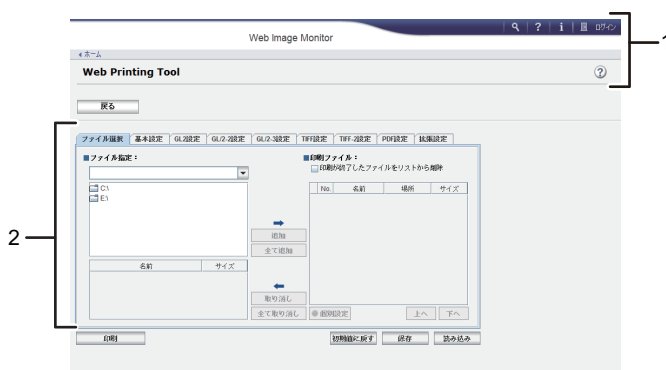 Web Image Monitor
? i ログイン
1
ホーム
Web Printing Tool
?
戻る
ファイル選択 基本設定 GL2設定 GL/2-2設定 GL/2-3設定 TIFF設定 TIFF-2設定 PDF設定 拡張設定
ファイル指定：
印刷ファイル：
印刷が終了したファイルをリストから削除
C:\
E:\
No. 名前 場所 サイズ
追加
全て追加
2
名前 サイズ
取り消し
全て取り消し
個別設定 上へ 下へ
印刷 初期値に戻す 保存 読み込み